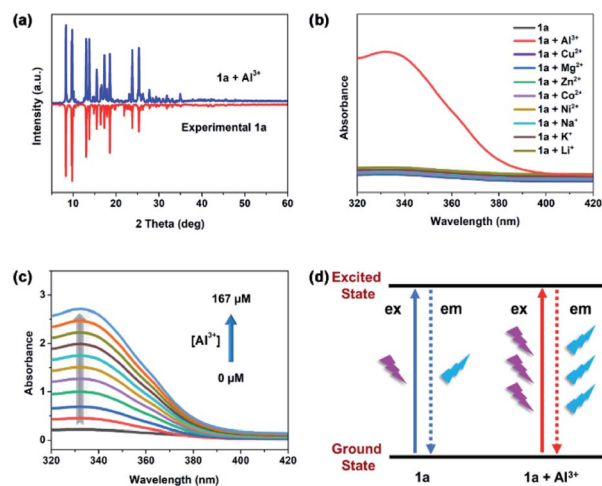 (a)
Intensity (a.u.)
1a + Al³⁺
Experimental 1a
10 20 30 40 50 60
2 Theta (deg)
(b)
Absorbance
1a
1a + Al³⁺
1a + Cu²⁺
1a + Mg²⁺
1a + Zn²⁺
1a + Co²⁺
1a + Ni²⁺
1a + Na⁺
1a + K⁺
1a + Li⁺
320 340 360 380 400 420
Wavelength (nm)
(c)
Absorbance
3
2
1
0
167 μM
[Al³⁺]
0 μM
320 340 360 380 400 420
Wavelength (nm)
(d)
Excited
State
ex em ex em
Ground
State
1a 1a + Al³⁺